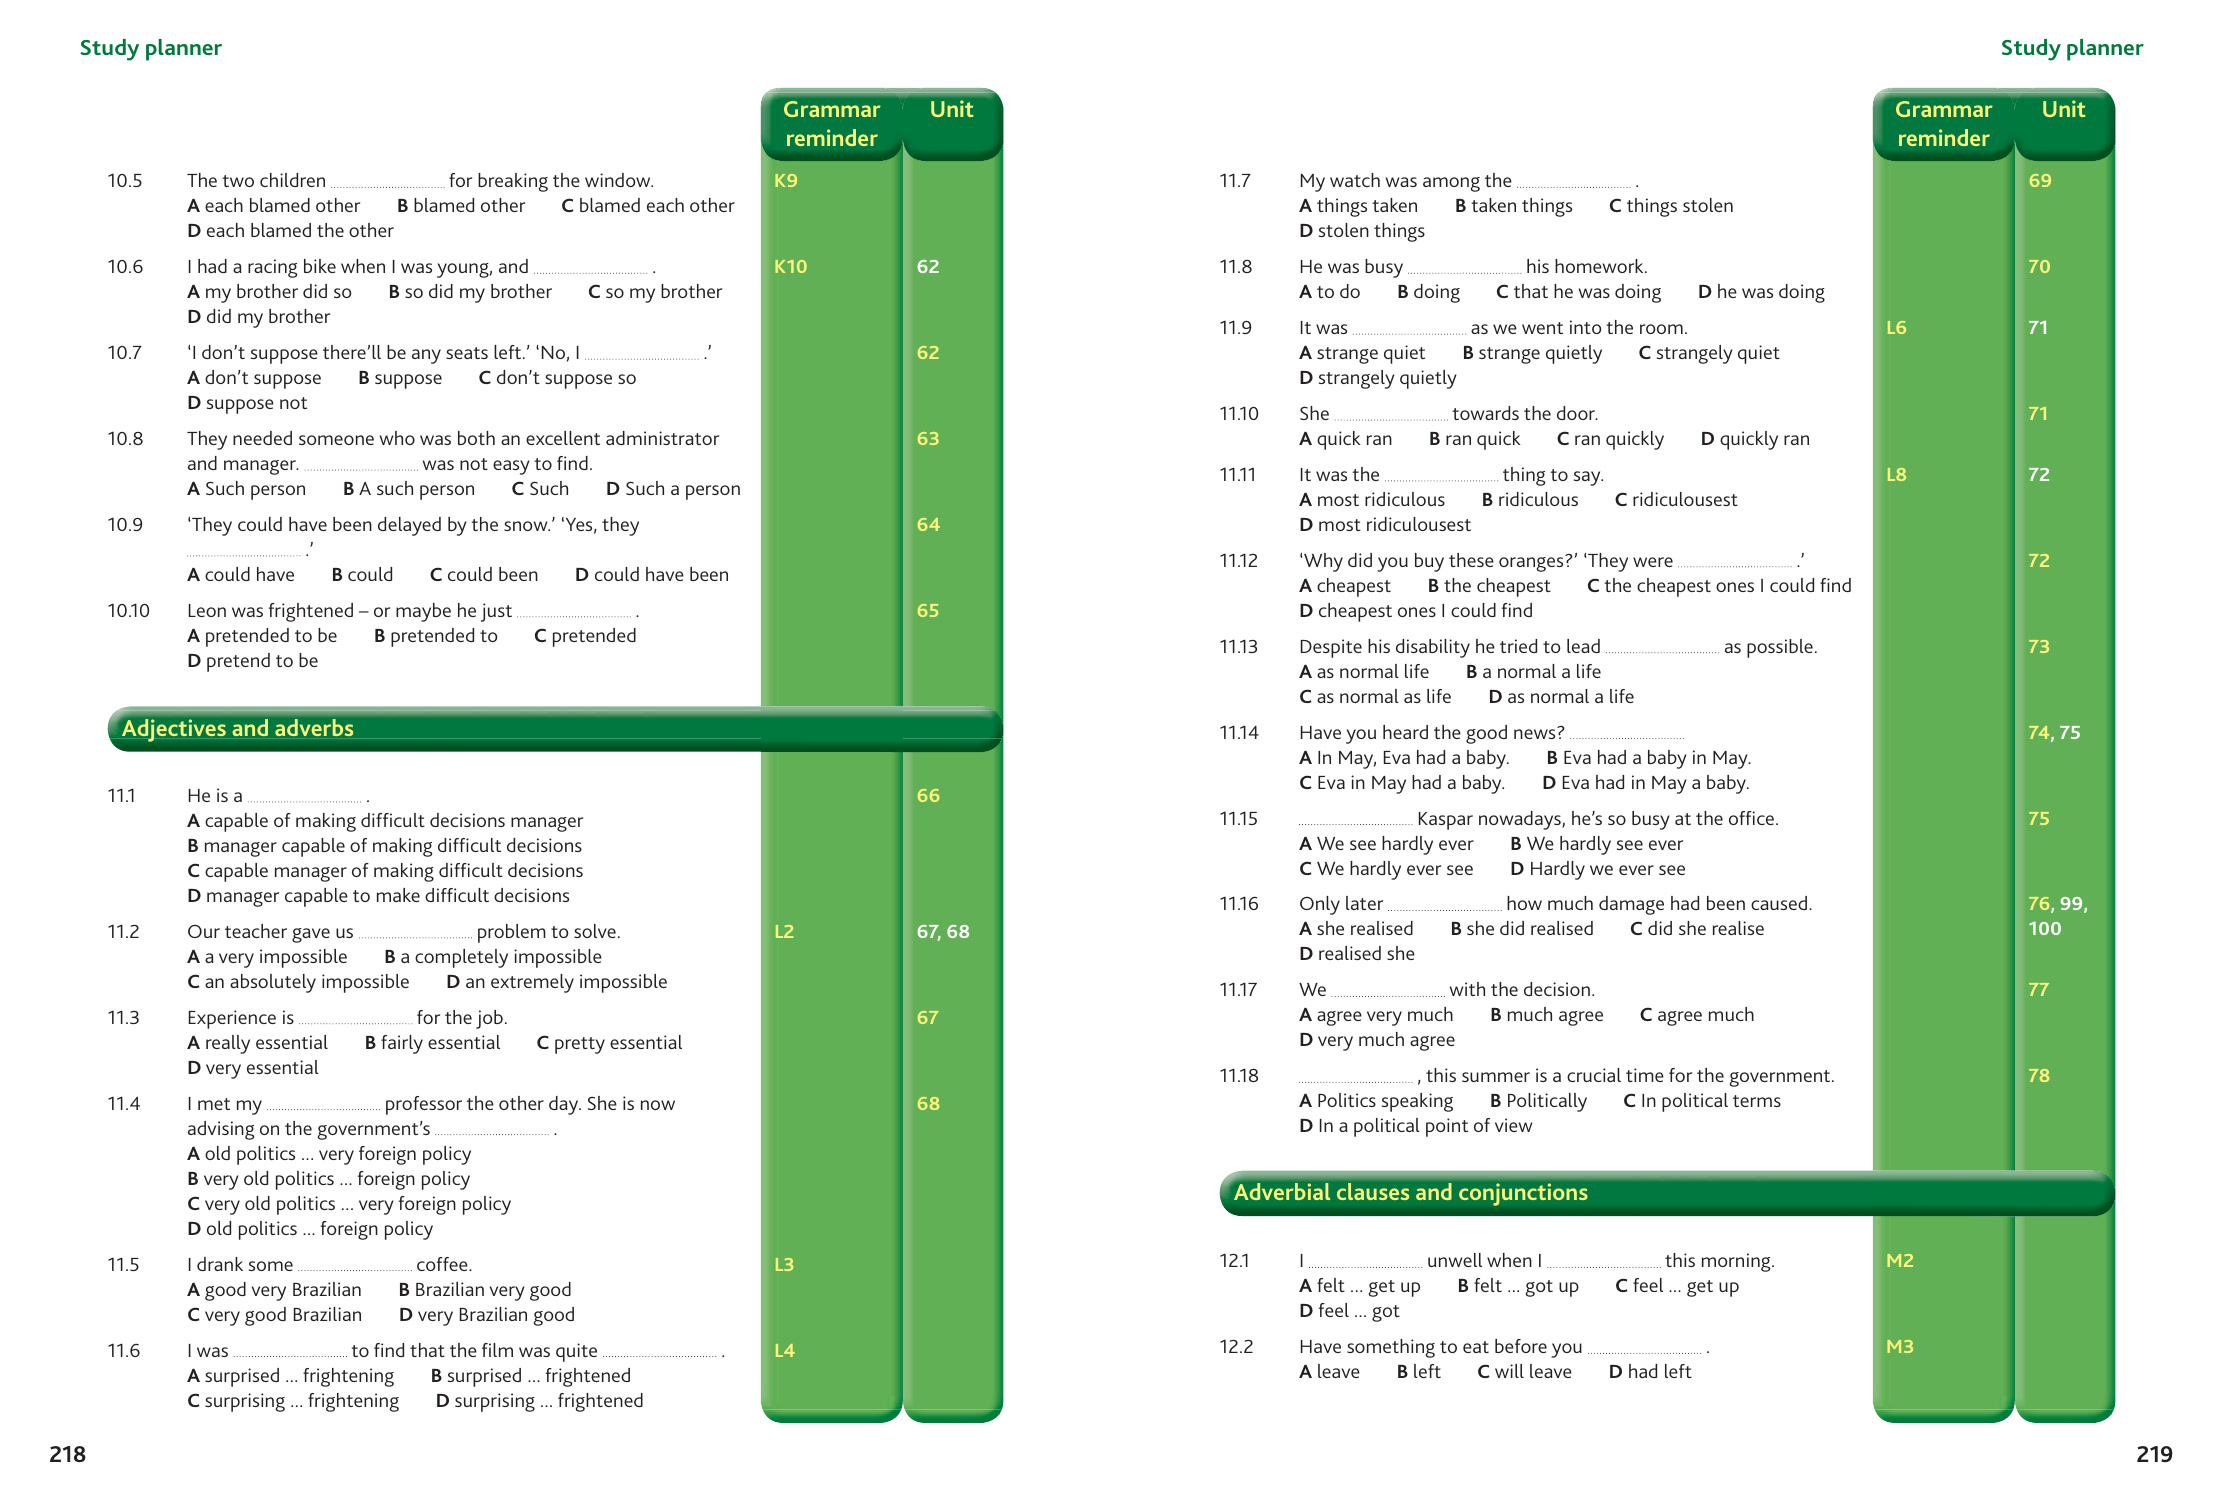 Study planner
Grammar reminder Unit
10.5 The two children .......... for breaking the window. K9
A each blamed other B blamed other C blamed each other
D each blamed the other
10.6 I had a racing bike when I was young, and .......... . K10 62
A my brother did so B so did my brother C so my brother
D did my brother
10.7 ‘I don’t suppose there’ll be any seats left.’ ‘No, I .......... .’ 62
A don’t suppose B suppose C don’t suppose so
D suppose not
10.8 They needed someone who was both an excellent administrator 63
and manager. .......... was not easy to find.
A Such person B A such person C Such D Such a person
10.9 ‘They could have been delayed by the snow.’ ‘Yes, they 64
.......... .’
A could have B could C could been D could have been
10.10 Leon was frightened – or maybe he just .......... . 65
A pretended to be B pretended to C pretended
D pretend to be
Adjectives and adverbs
11.1 He is a .......... . 66
A capable of making difficult decisions manager
B manager capable of making difficult decisions
C capable manager of making difficult decisions
D manager capable to make difficult decisions
11.2 Our teacher gave us .......... problem to solve. L2 67, 68
A a very impossible B a completely impossible
C an absolutely impossible D an extremely impossible
11.3 Experience is .......... for the job. 67
A really essential B fairly essential C pretty essential
D very essential
11.4 I met my .......... professor the other day. She is now 68
advising on the government’s .......... .
A old politics ... very foreign policy
B very old politics ... foreign policy
C very old politics ... very foreign policy
D old politics ... foreign policy
11.5 I drank some .......... coffee. L3
A good very Brazilian B Brazilian very good
C very good Brazilian D very Brazilian good
11.6 I was .......... to find that the film was quite .......... . L4
A surprised ... frightening B surprised ... frightened
C surprising ... frightening D surprising ... frightened
218
Study planner
Grammar reminder Unit
11.7 My watch was among the .......... . 69
A things taken B taken things C things stolen
D stolen things
11.8 He was busy .......... his homework. 70
A to do B doing C that he was doing D he was doing
11.9 It was .......... as we went into the room. L6 71
A strange quiet B strange quietly C strangely quiet
D strangely quietly
11.10 She .......... towards the door. 71
A quick ran B ran quick C ran quickly D quickly ran
11.11 It was the .......... thing to say. L8 72
A most ridiculous B ridiculous C ridiculousest
D most ridiculousest
11.12 ‘Why did you buy these oranges?’ ‘They were .......... .’ 72
A cheapest B the cheapest C the cheapest ones I could find
D cheapest ones I could find
11.13 Despite his disability he tried to lead .......... as possible. 73
A as normal life B a normal a life
C as normal as life D as normal a life
11.14 Have you heard the good news? .......... 74, 75
A In May, Eva had a baby. B Eva had a baby in May.
C Eva in May had a baby. D Eva had in May a baby.
11.15 .......... Kaspar nowadays, he’s so busy at the office. 75
A We see hardly ever B We hardly see ever
C We hardly ever see D Hardly we ever see
11.16 Only later .......... how much damage had been caused. 76, 99,
A she realised B she did realised C did she realise 100
D realised she
11.17 We .......... with the decision. 77
A agree very much B much agree C agree much
D very much agree
11.18 .......... , this summer is a crucial time for the government. 78
A Politics speaking B Politically C In political terms
D In a political point of view
Adverbial clauses and conjunctions
12.1 I .......... unwell when I .......... this morning. M2
A felt ... get up B felt ... got up C feel ... get up
D feel ... got
12.2 Have something to eat before you .......... . M3
A leave B left C will leave D had left
219